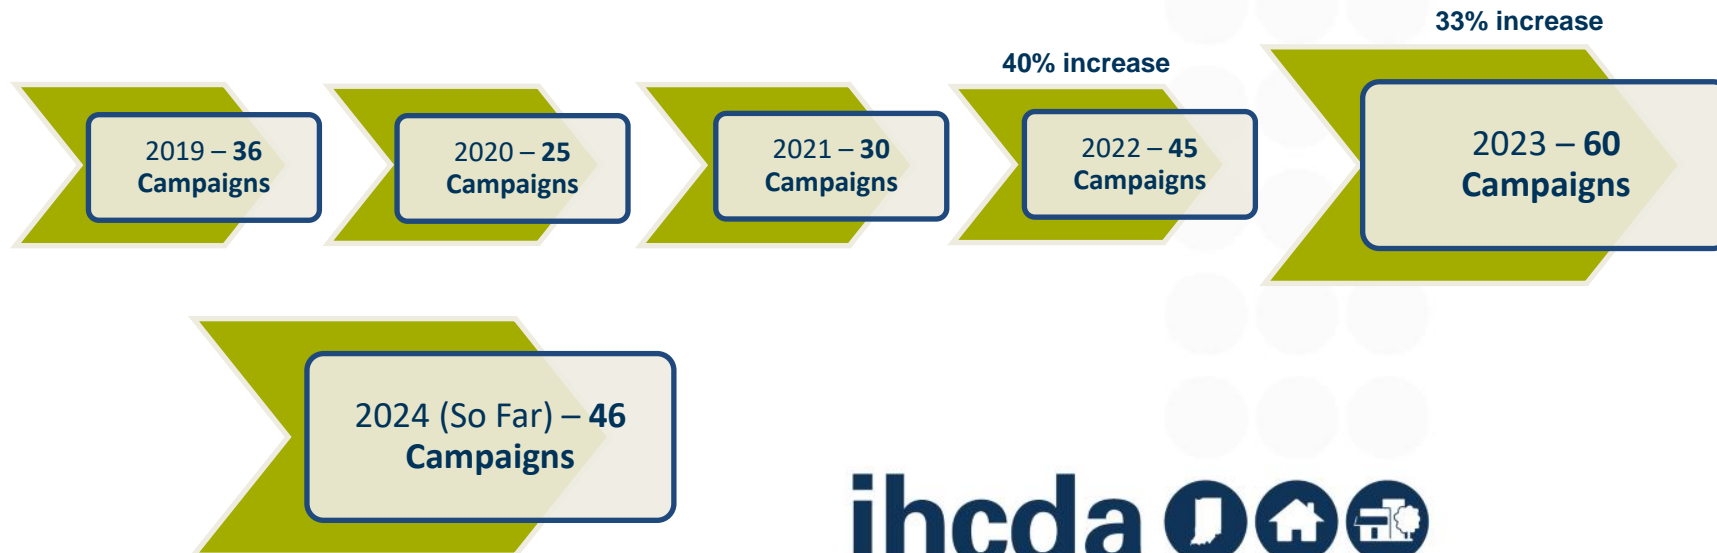 33% increase
40% increase
2019 – 36
Campaigns
2020 – 25
Campaigns
2021 – 30
Campaigns
2022 – 45
Campaigns
2023 – 60
Campaigns
2024 (So Far) – 46
Campaigns
ihcda